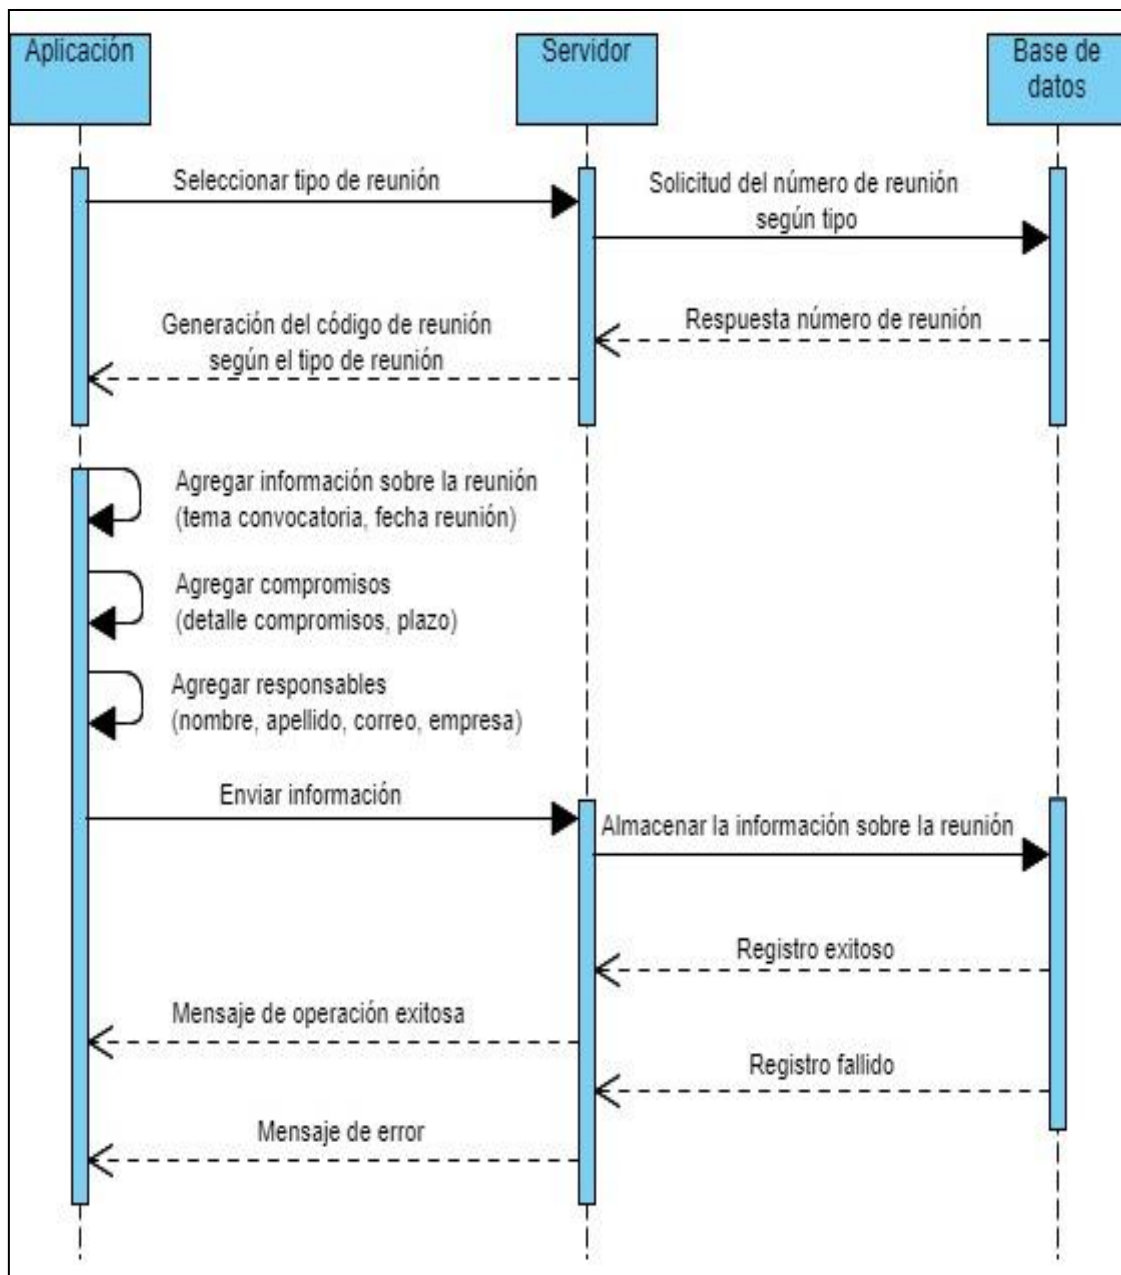 Aplicación
Servidor
Base de
datos
Seleccionar tipo de reunión
Solicitud del número de reunión
según tipo
Respuesta número de reunión
Generación del código de reunión
según el tipo de reunión
Agregar información sobre la reunión
(tema convocatoria, fecha reunión)
Agregar compromisos
(detalle compromisos, plazo)
Agregar responsables
(nombre, apellido, correo, empresa)
Enviar información
Almacenar la información sobre la reunión
Registro exitoso
Mensaje de operación exitosa
Registro fallido
Mensaje de error